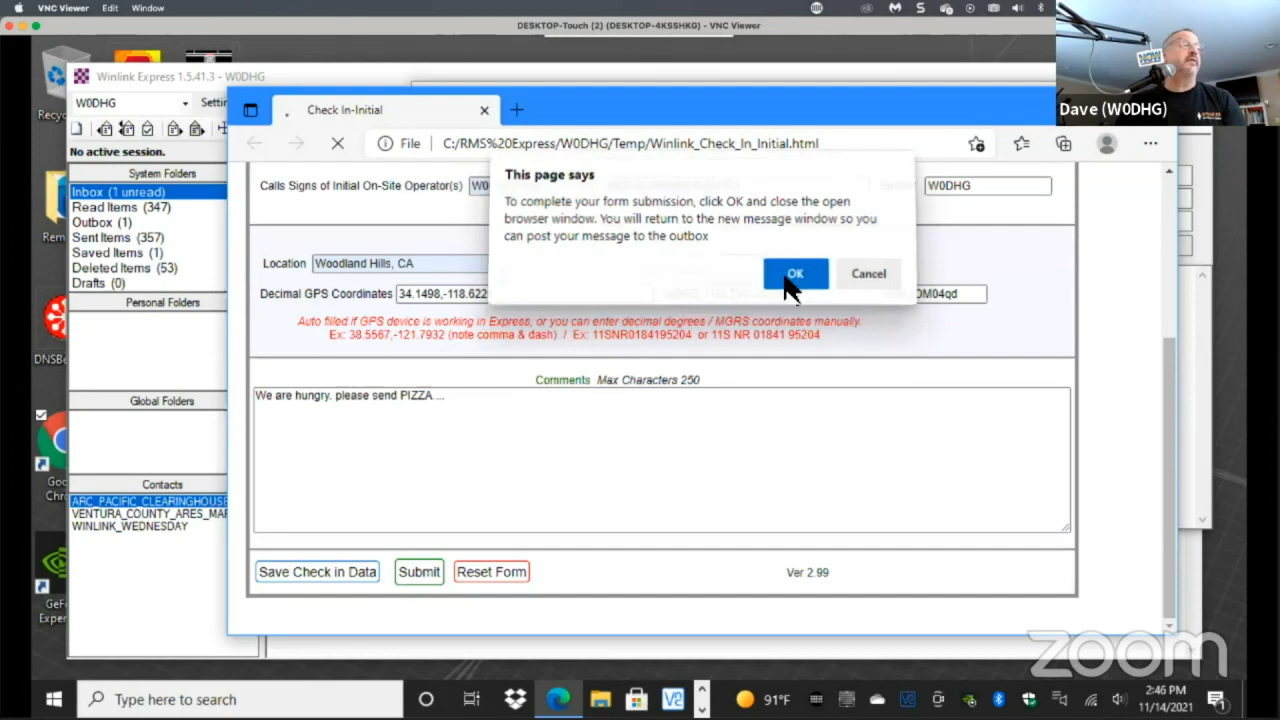 VNC Viewer Edit Window
DESKTOP-Touch (2) (DESKTOP-4KSSHKG) - VNC Viewer
Dave (W0DHG)
Winlink Express 1.5.41.3 - W0DHG
W0DHG
No active session.
System Folders
Inbox (1 unread)
Read Items (347)
Outbox (1)
Sent Items (357)
Saved Items (1)
Deleted Items (53)
Drafts (0)
Personal Folders
Global Folders
Contacts
ARC_PACIFIC_CLEARINGHOUSE
VENTURA_COUNTY_ARES_MAR
WINLINK_WEDNESDAY
Check In-Initial
File C:/RMS%20Express/W0DHG/Temp/Winlink_Check_In_Initial.html
Calls Signs of Initial On-Site Operator(s) W0
W0DHG
This page says
To complete your form submission, click OK and close the open
browser window. You will return to the new message window so you
can post your message to the outbox
OK Cancel
Location Woodland Hills, CA
Decimal GPS Coordinates 34.1498,-118.622
DM04qd
Auto filled if GPS device is working in Express, or you can enter decimal degrees / MGRS coordinates manually.
Ex: 38.5567,-121.7932 (note comma & dash) / Ex: 11SNR0184195204 or 11S NR 01841 95204
Comments Max Characters 250
We are hungry. please send PIZZA....
Save Check in Data Submit Reset Form Ver 2.99
zoom
Type here to search
91°F
2:46 PM
11/14/2021